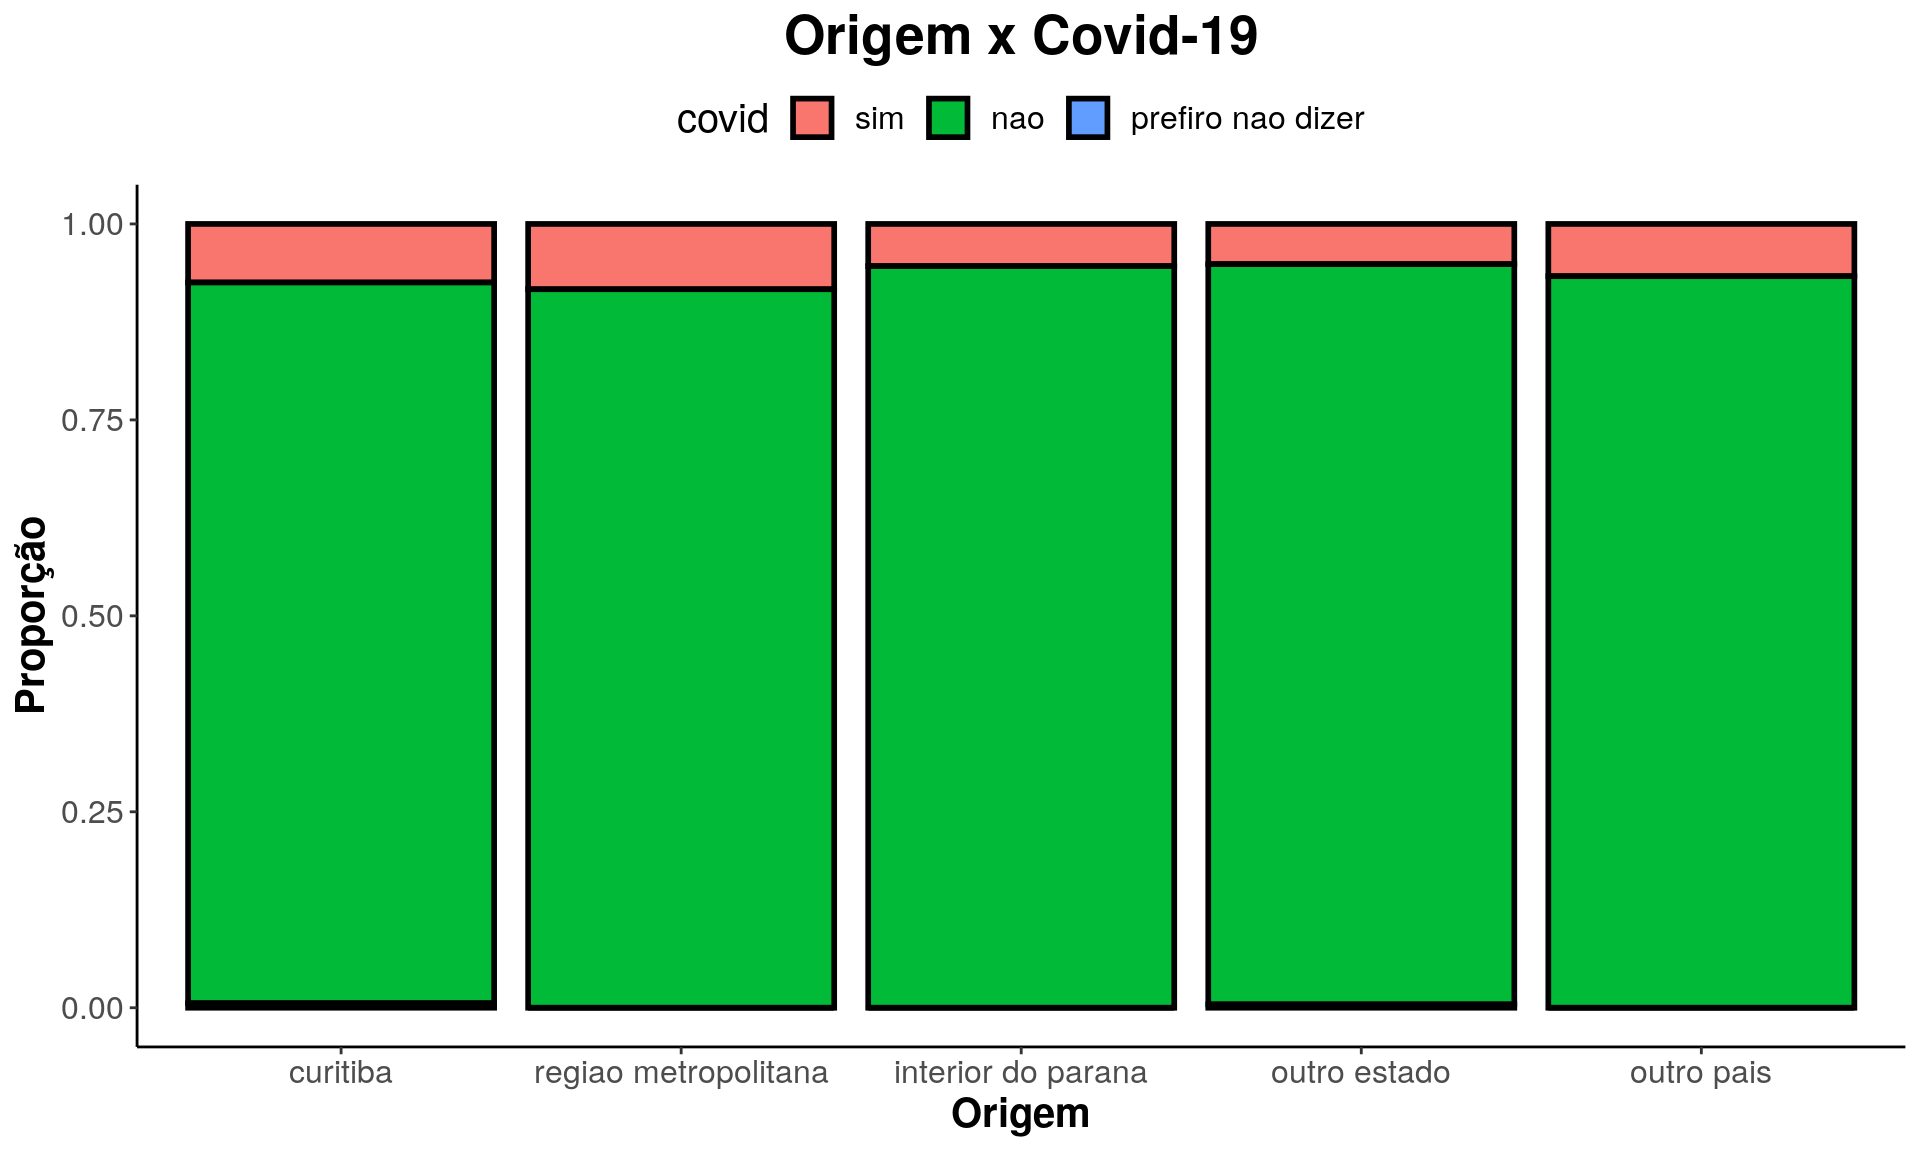 Origem x Covid-19
covid sim nao prefiro nao dizer
Proporção
1.00
0.75
0.50
0.25
0.00
curitiba regiao metropolitana interior do parana outro estado outro pais
Origem